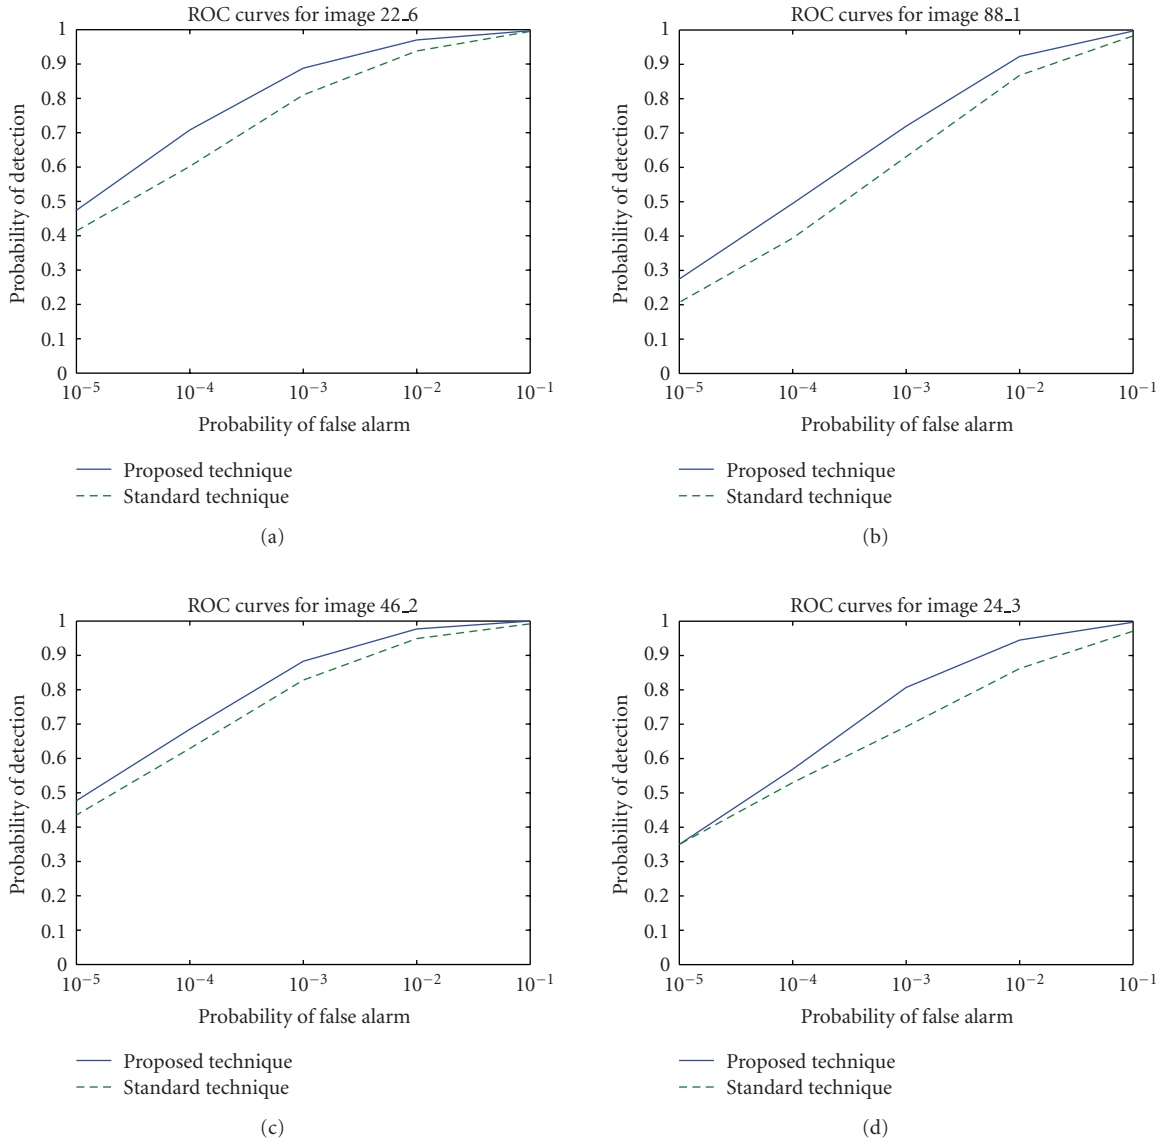 ROC curves for image 22_6
1
0.9
0.8
0.7
0.6
0.5
0.4
0.3
0.2
0.1
0
Probability of detection
10−5 10−4 10−3 10−2 10−1
Probability of false alarm
Proposed technique
Standard technique
(a)
ROC curves for image 88_1
1
0.9
0.8
0.7
0.6
0.5
0.4
0.3
0.2
0.1
0
Probability of detection
10−5 10−4 10−3 10−2 10−1
Probability of false alarm
Proposed technique
Standard technique
(b)
ROC curves for image 46_2
1
0.9
0.8
0.7
0.6
0.5
0.4
0.3
0.2
0.1
0
Probability of detection
10−5 10−4 10−3 10−2 10−1
Probability of false alarm
Proposed technique
Standard technique
(c)
ROC curves for image 24_3
1
0.9
0.8
0.7
0.6
0.5
0.4
0.3
0.2
0.1
0
Probability of detection
10−5 10−4 10−3 10−2 10−1
Probability of false alarm
Proposed technique
Standard technique
(d)